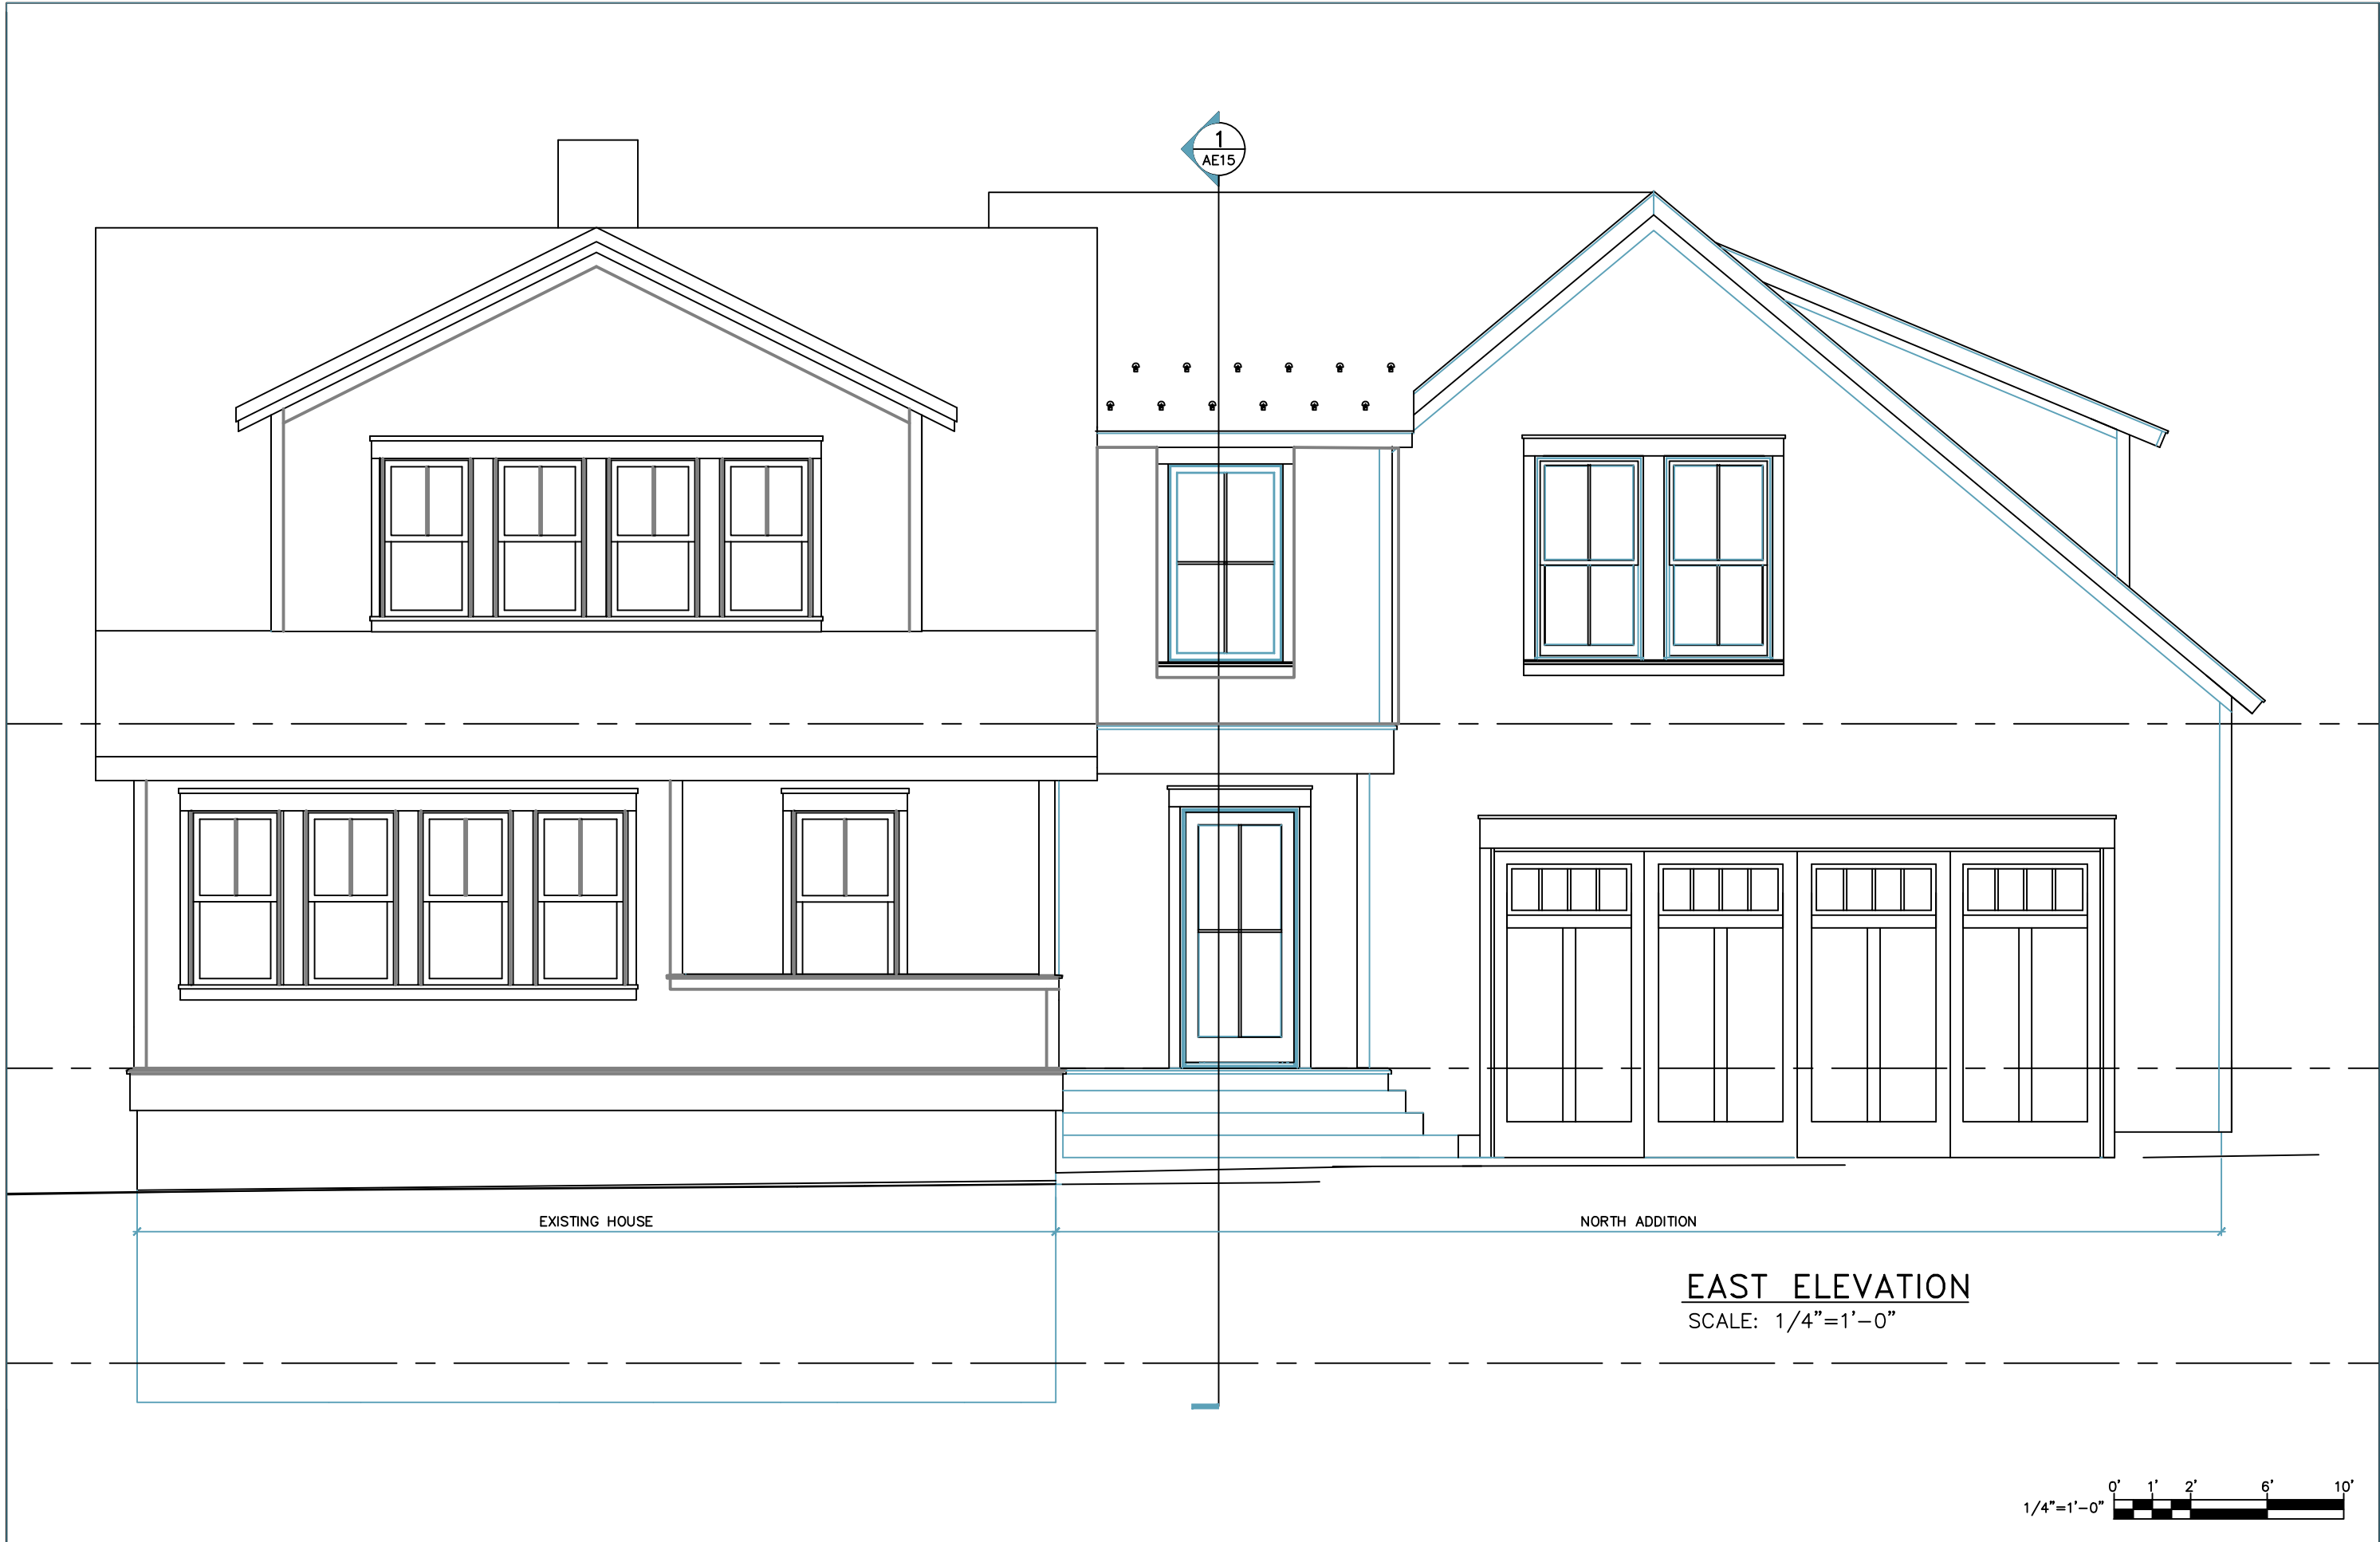 1
AE15
EXISTING HOUSE
NORTH ADDITION
EAST ELEVATION
SCALE: 1/4"=1'-0"
0' 1' 2' 6' 10'
1/4"=1'-0"